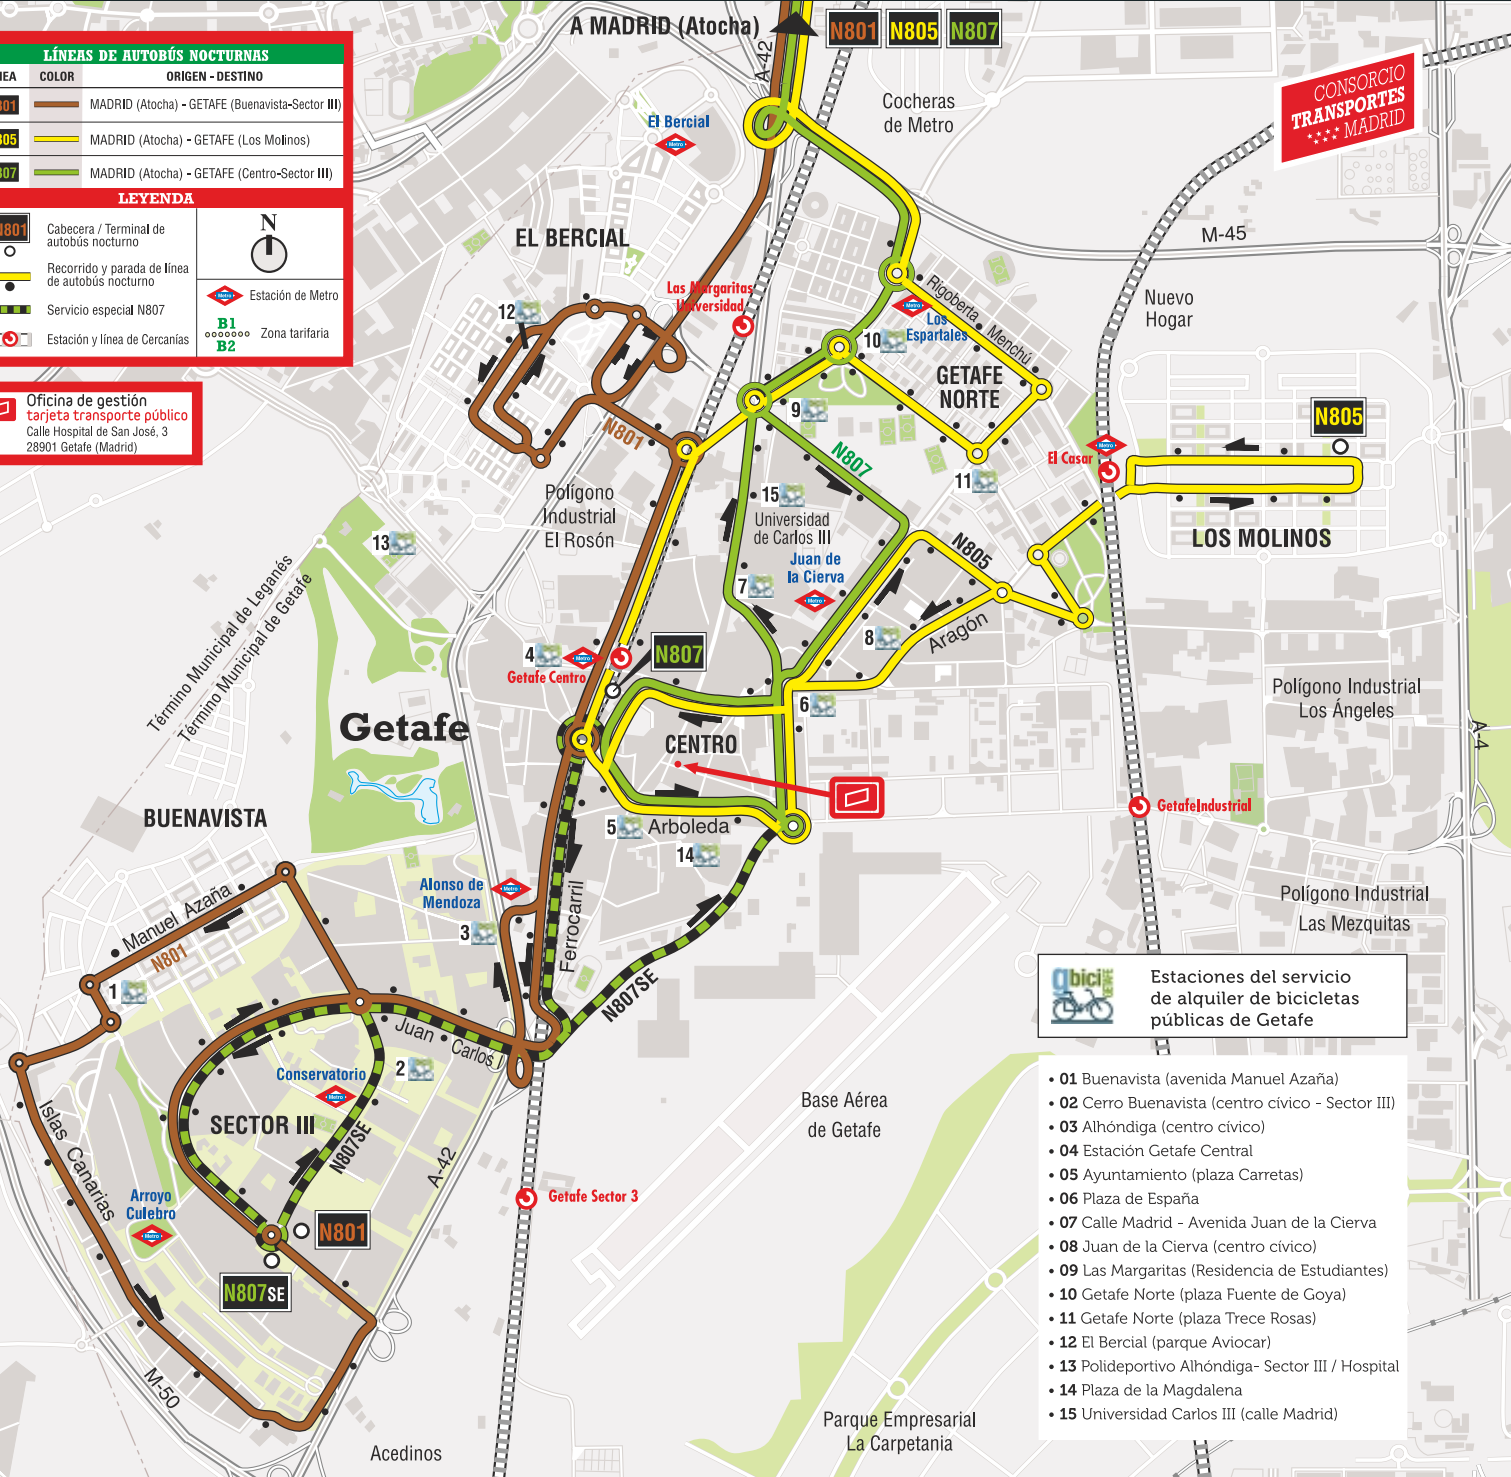 A MADRID (Atocha)
N801 N805 N807
A-42
LÍNEAS DE AUTOBÚS NOCTURNAS
COLOR ORIGEN - DESTINO
MADRID (Atocha) - GETAFE (Buenavista-Sector III)
MADRID (Atocha) - GETAFE (Los Molinos)
MADRID (Atocha) - GETAFE (Centro-Sector III)
LEYENDA
N801
Cabecera / Terminal de
autobús nocturno
Recorrido y parada de línea
de autobús nocturno
Servicio especial N807
Estación y línea de Cercanías
N
Metro
Estación de Metro
B1
B2
Zona tarifaria
Oficina de gestión
tarjeta transporte público
Calle Hospital de San José, 3
28901 Getafe (Madrid)
CONSORCIO
TRANSPORTES
MADRID
Cocheras
de Metro
El Bercial
Metro
EL BERCIAL
M-45
Las Margaritas
Universidad
Nuevo
Hogar
12
Rigoberta Menchú
Metro
Los
Espartales
10
GETAFE
NORTE
9
N801
N807
N805
Metro
El Casar
11
15
Universidad
de Carlos III
Polígono
Industrial
El Rosón
LOS MOLINOS
13
N805
Juan de
la Cierva
Metro
7
Término Municipal de Leganés
Término Municipal de Getafe
8
Aragón
4
Metro
Getafe Centro
N807
6
Polígono Industrial
Los Ángeles
A-4
Getafe
CENTRO
BUENAVISTA
5
Arboleda
14
Getafe Industrial
Alonso de
Mendoza
Metro
Ferrocarril
3
Polígono Industrial
Las Mezquitas
Manuel Azaña
N801
1
N807SE
Juan Carlos I
2
Conservatorio
Metro
SECTOR III
N807SE
A-42
Islas Canarias
Arroyo
Culebro
Metro
N801
N807SE
Getafe Sector 3
Base Aérea
de Getafe
M-50
Acedinos
Parque Empresarial
La Carpetania
gbici
GETAFE
Estaciones del servicio
de alquiler de bicicletas
públicas de Getafe
• 01 Buenavista (avenida Manuel Azaña)
• 02 Cerro Buenavista (centro cívico - Sector III)
• 03 Alhóndiga (centro cívico)
• 04 Estación Getafe Central
• 05 Ayuntamiento (plaza Carretas)
• 06 Plaza de España
• 07 Calle Madrid - Avenida Juan de la Cierva
• 08 Juan de la Cierva (centro cívico)
• 09 Las Margaritas (Residencia de Estudiantes)
• 10 Getafe Norte (plaza Fuente de Goya)
• 11 Getafe Norte (plaza Trece Rosas)
• 12 El Bercial (parque Aviocar)
• 13 Polideportivo Alhóndiga- Sector III / Hospital
• 14 Plaza de la Magdalena
• 15 Universidad Carlos III (calle Madrid)